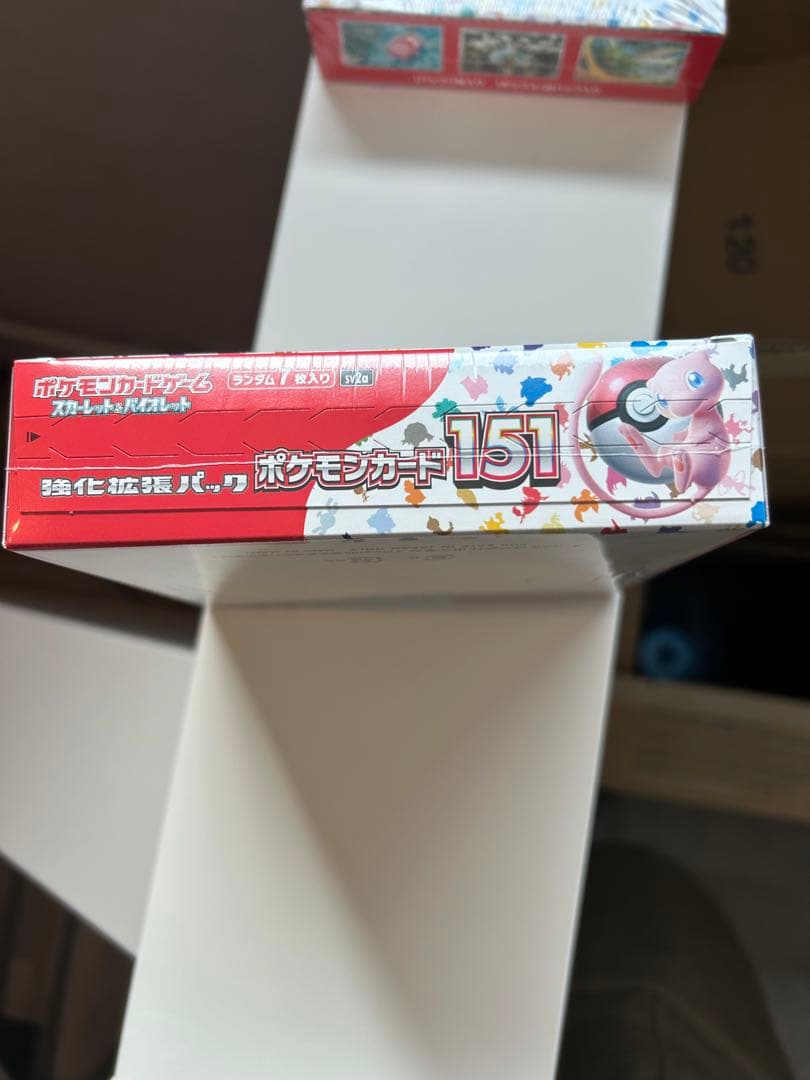 ポケモンカードゲーム
スカーレット&バイオレット
ランダム7枚入り sv2a
強化拡張パック ポケモンカード151
120